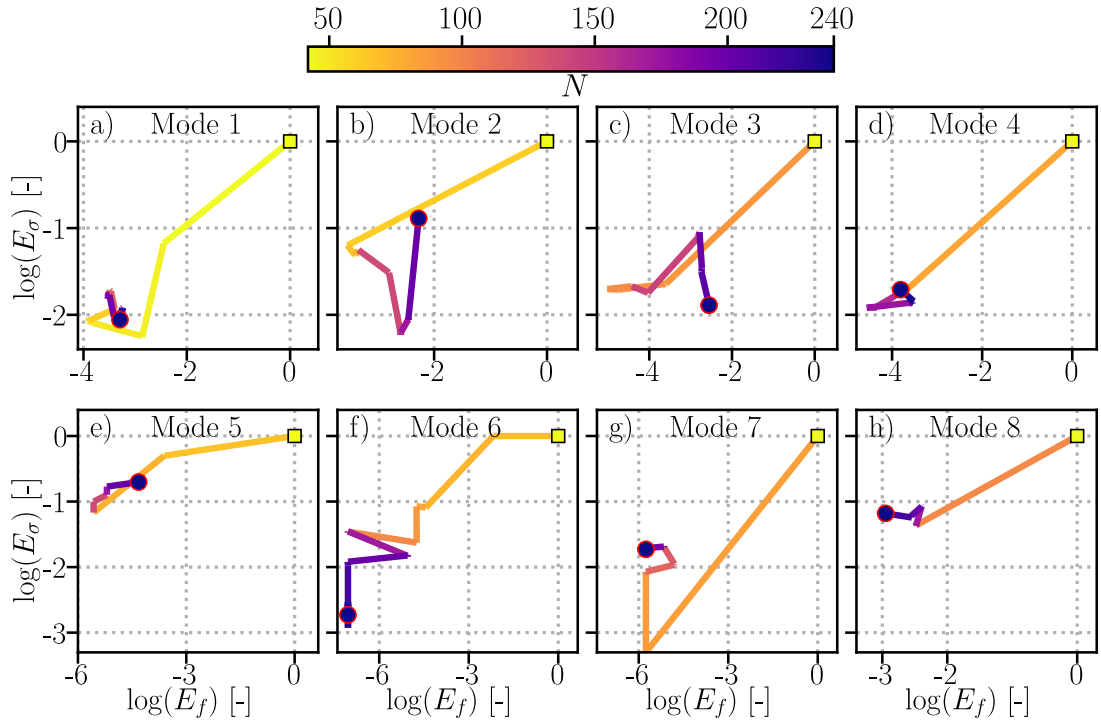 50 100 150 200 240
N
a) Mode 1
b) Mode 2
c) Mode 3
d) Mode 4
log(E_σ) [-]
0
-1
-2
-4 -2 0
-2 0
-4 -2 0
-4 -2 0
e) Mode 5
f) Mode 6
g) Mode 7
h) Mode 8
log(E_σ) [-]
0
-1
-2
-3
-6 -3 0
-6 -3 0
-6 -3 0
-3 -2 0
log(E_f) [-]
log(E_f) [-]
log(E_f) [-]
log(E_f) [-]